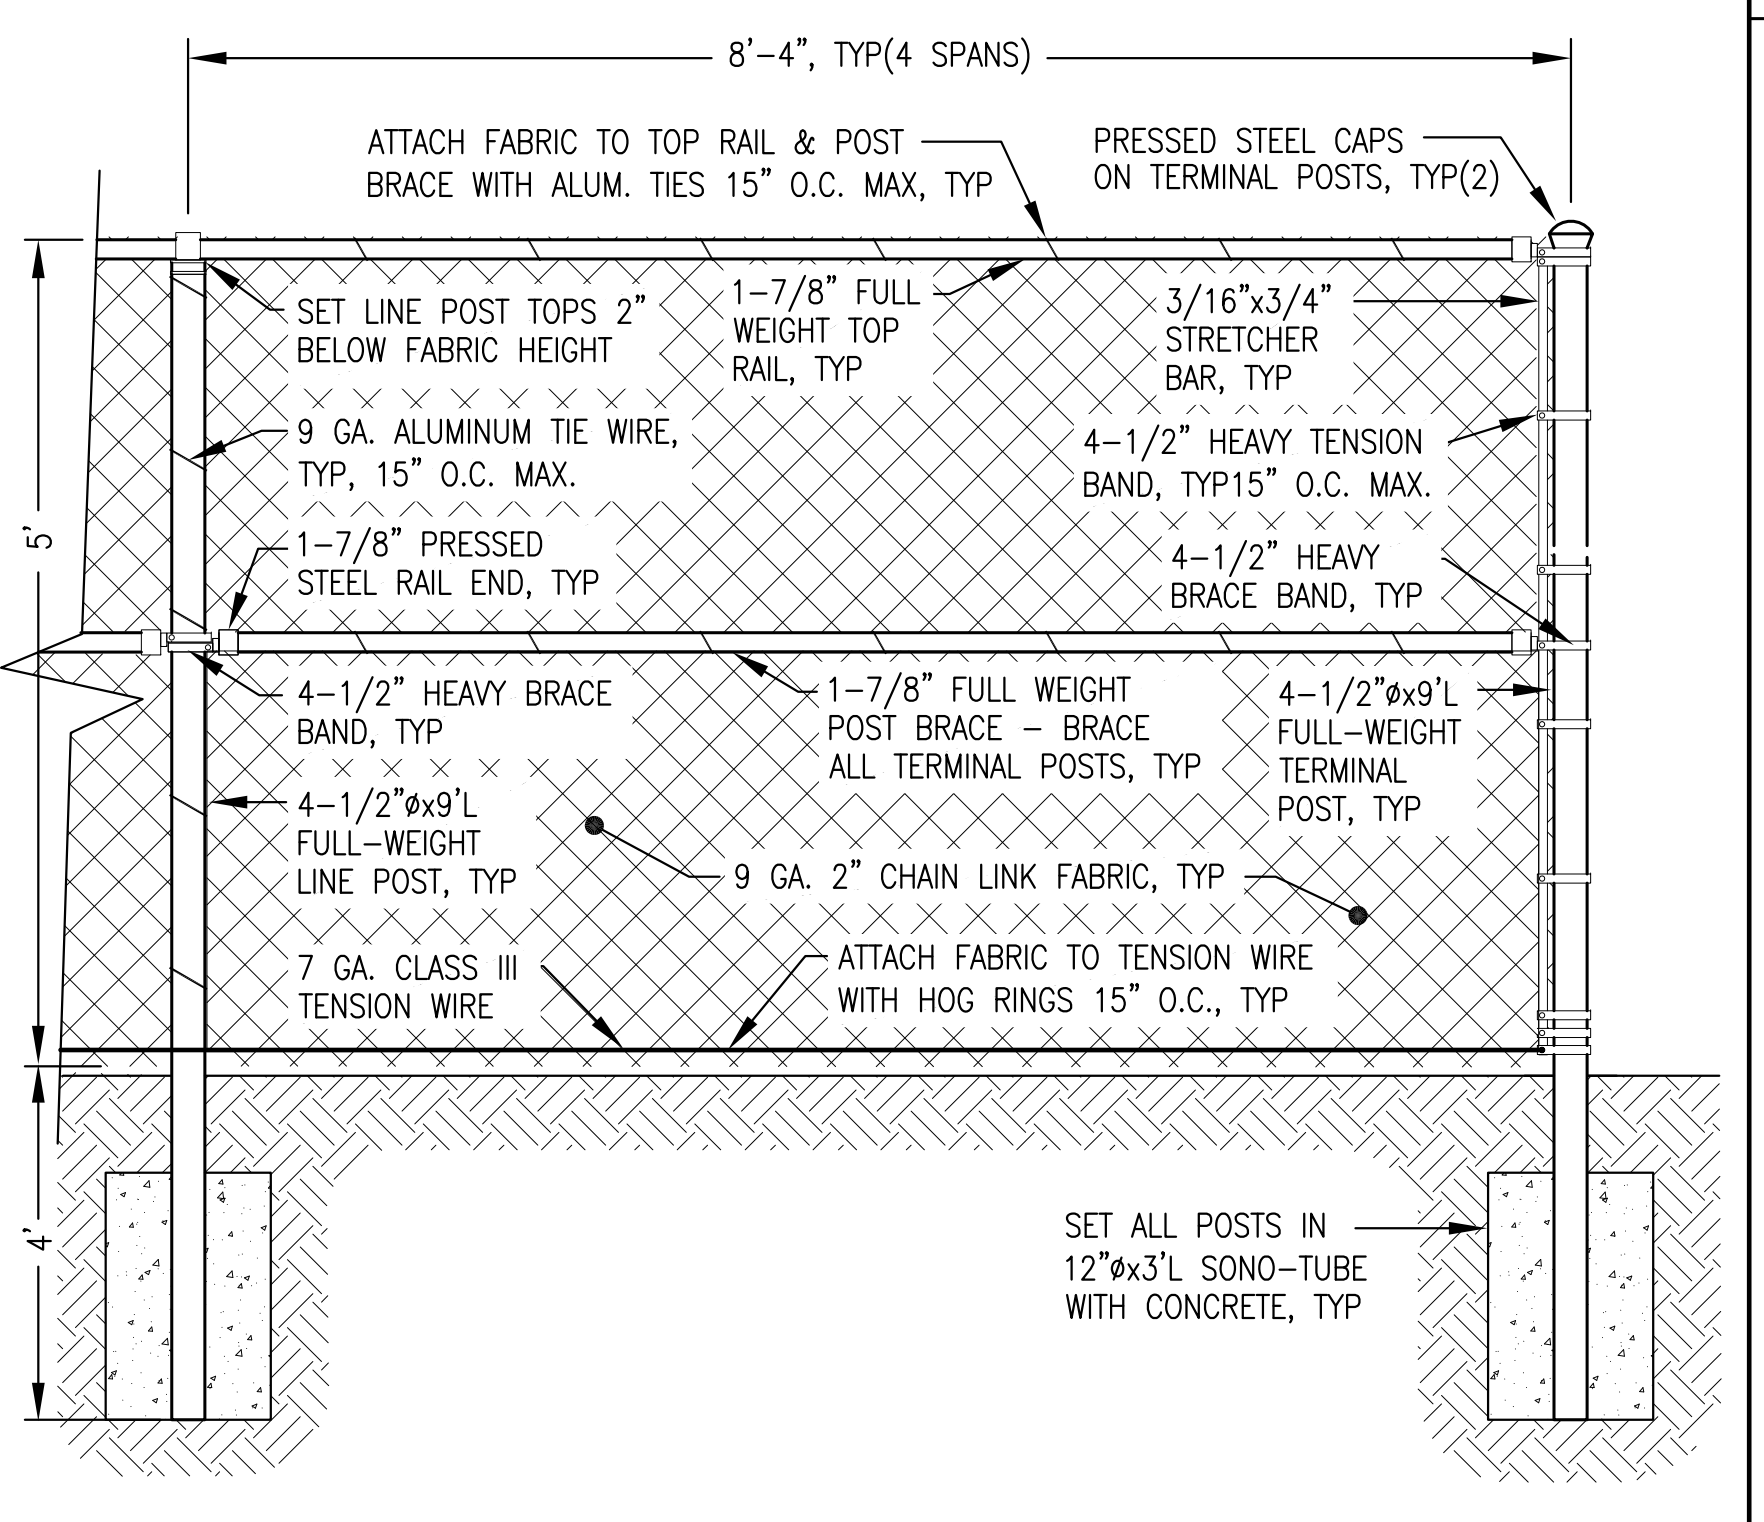 8'-4", TYP(4 SPANS)
ATTACH FABRIC TO TOP RAIL & POST
BRACE WITH ALUM. TIES 15" O.C. MAX, TYP
PRESSED STEEL CAPS
ON TERMINAL POSTS, TYP(2)
SET LINE POST TOPS 2"
BELOW FABRIC HEIGHT
1-7/8" FULL
WEIGHT TOP
RAIL, TYP
3/16"x3/4"
STRETCHER
BAR, TYP
9 GA. ALUMINUM TIE WIRE,
TYP, 15" O.C. MAX.
4-1/2" HEAVY TENSION
BAND, TYP15" O.C. MAX.
5'
1-7/8" PRESSED
STEEL RAIL END, TYP
4-1/2" HEAVY
BRACE BAND, TYP
4-1/2" HEAVY BRACE
BAND, TYP
1-7/8" FULL WEIGHT
POST BRACE - BRACE
ALL TERMINAL POSTS, TYP
4-1/2"øx9'L
FULL-WEIGHT
TERMINAL
POST, TYP
4-1/2"øx9'L
FULL-WEIGHT
LINE POST, TYP
9 GA. 2" CHAIN LINK FABRIC, TYP
7 GA. CLASS III
TENSION WIRE
ATTACH FABRIC TO TENSION WIRE
WITH HOG RINGS 15" O.C., TYP
4'
SET ALL POSTS IN
12"øx3'L SONO-TUBE
WITH CONCRETE, TYP